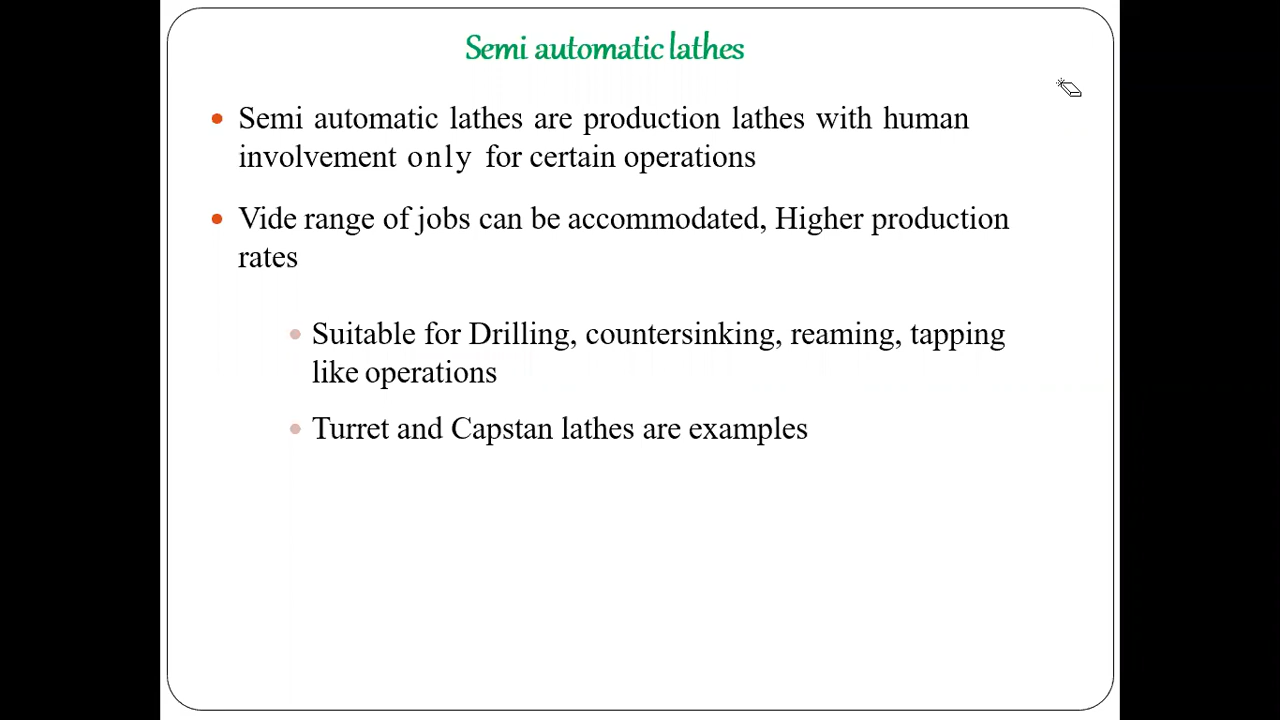 Semi automatic lathes
Semi automatic lathes are production lathes with human
involvement only for certain operations
Vide range of jobs can be accommodated, Higher production
rates
Suitable for Drilling, countersinking, reaming, tapping
like operations
Turret and Capstan lathes are examples